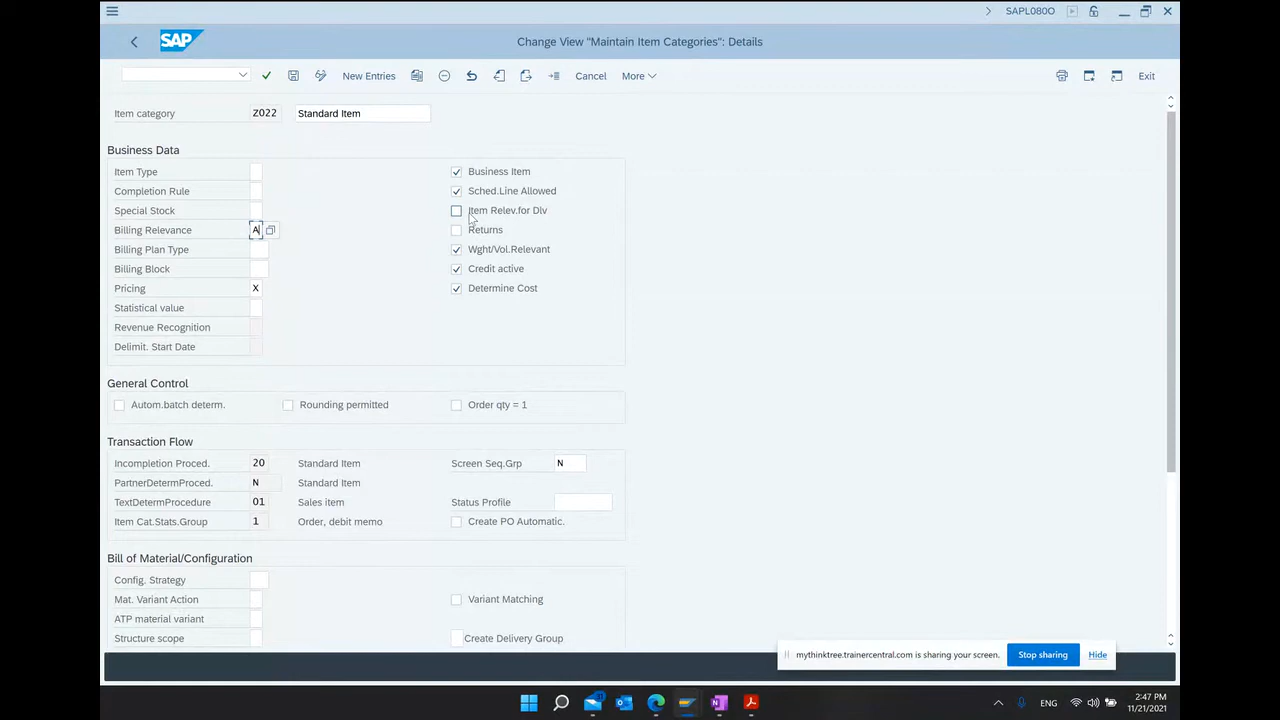 SAPL080O
SAP Change View "Maintain Item Categories": Details
New Entries Cancel More Exit
Item category Z022 Standard Item
Business Data
Item Type Business Item
Completion Rule Sched.Line Allowed
Special Stock Item Relev.for Dlv
Billing Relevance A Returns
Billing Plan Type Wght/Vol.Relevant
Billing Block Credit active
Pricing X Determine Cost
Statistical value
Revenue Recognition
Delimit. Start Date
General Control
Autom.batch determ. Rounding permitted Order qty = 1
Transaction Flow
Incompletion Proced. 20 Standard Item Screen Seq.Grp N
PartnerDetermProced. N Standard Item
TextDetermProcedure 01 Sales item Status Profile
Item Cat.Stats.Group 1 Order, debit memo Create PO Automatic.
Bill of Material/Configuration
Config. Strategy
Mat. Variant Action Variant Matching
ATP material variant
Structure scope Create Delivery Group
mythinktree.trainercentral.com is sharing your screen. Stop sharing Hide
ENG 2:47 PM
11/21/2021